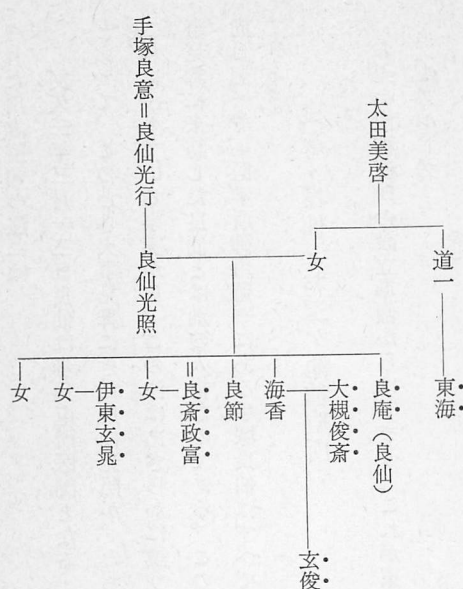 太田美啓
道一
東海
女
手塚良意=良仙光行
良仙光照
良庵(良仙)
大槻俊斎
玄俊
海香
良節
=良斎政富
女
伊東玄晁
女
女